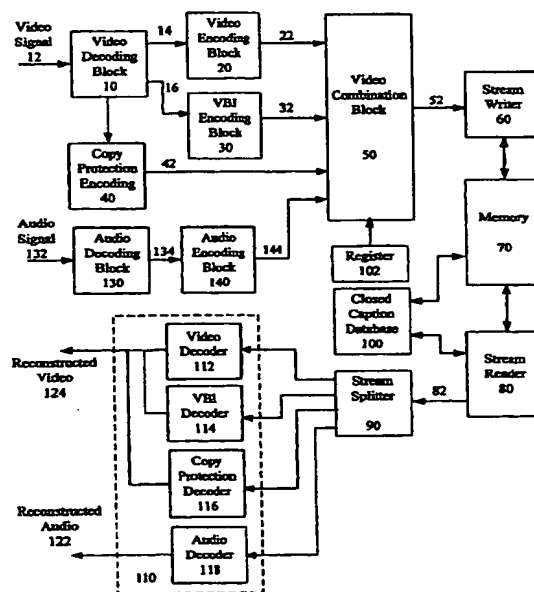 Video
Signal
12
Video
Decoding
Block
10
14
16
Video
Encoding
Block
20
22
VBI
Encoding
Block
30
32
Copy
Protection
Encoding
40
42
Video
Combination
Block
50
52
Stream
Writer
60
Audio
Signal
132
Audio
Decoding
Block
130
134
Audio
Encoding
Block
140
144
Register
102
Memory
70
Closed
Caption
Database
100
Stream
Reader
80
82
Stream
Splitter
90
Reconstructed
Video
124
Video
Decoder
112
VBI
Decoder
114
Copy
Protection
Decoder
116
Reconstructed
Audio
122
Audio
Decoder
118
110